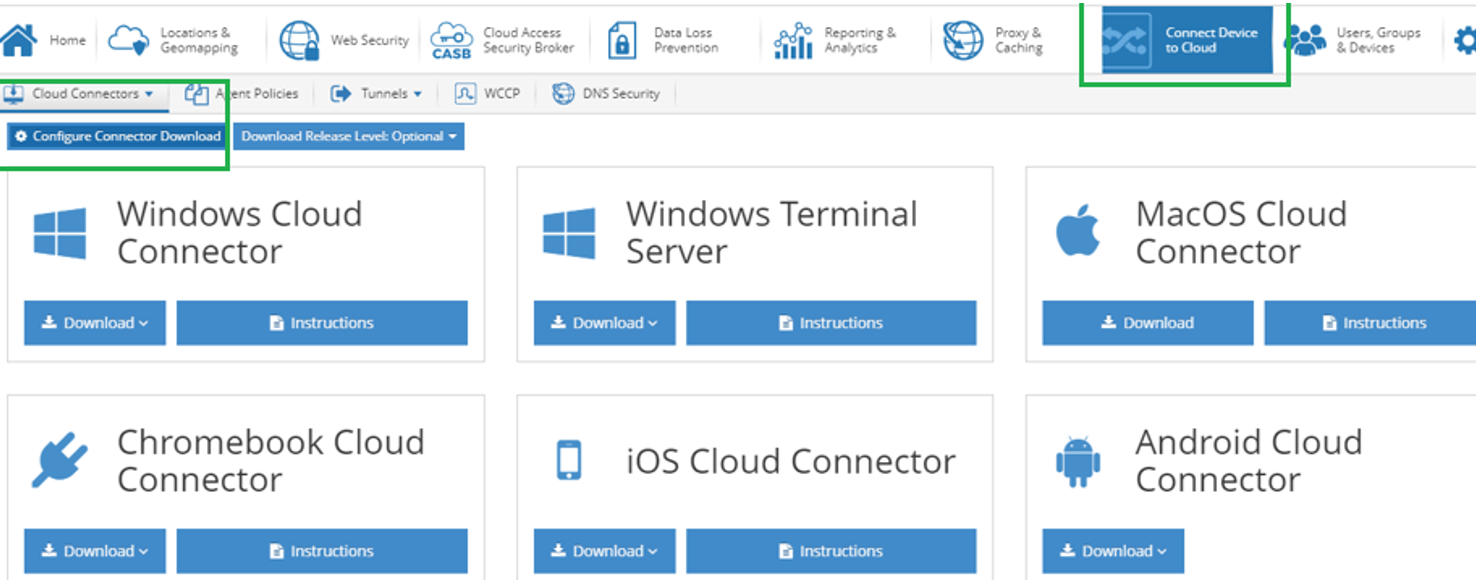 Home
Locations &
Geomapping
Web Security
CASB
Cloud Access
Security Broker
Data Loss
Prevention
Reporting &
Analytics
Proxy &
Caching
Connect Device
to Cloud
Users, Groups
& Devices
Cloud Connectors
Agent Policies
Tunnels
WCCP
DNS Security
Configure Connector Download
Download Release Level: Optional
Windows Cloud
Connector
Download
Instructions
Windows Terminal
Server
Download
Instructions
MacOS Cloud
Connector
Download
Instructions
Chromebook Cloud
Connector
Download
Instructions
iOS Cloud Connector
Download
Instructions
Android Cloud
Connector
Download